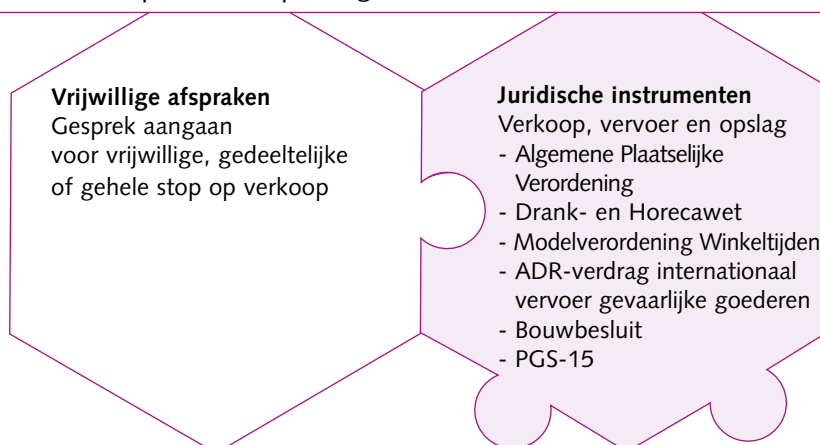 Vrijwillige afspraken
Gesprek aangaan
voor vrijwillige, gedeeltelijke
of gehele stop op verkoop
Juridische instrumenten
Verkoop, vervoer en opslag
- Algemene Plaatselijke
Verordening
- Drank- en Horecawet
- Modelverordening Winkeltijden
- ADR-verdrag internationaal
vervoer gevaarlijke goederen
- Bouwbesluit
- PGS-15